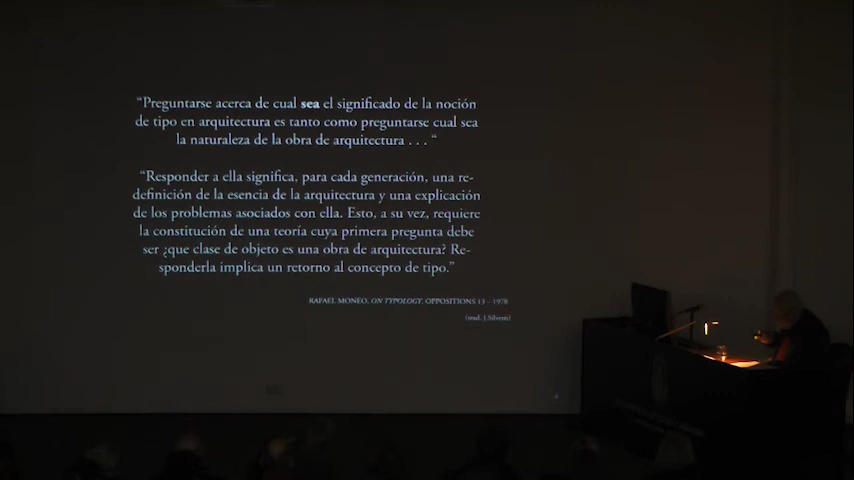 “Preguntarse acerca de cual sea el significado de la noción
de tipo en arquitectura es tanto como preguntarse cual sea
la naturaleza de la obra de arquitectura . . . “
“Responder a ella significa, para cada generación, una re-
definición de la esencia de la arquitectura y una explicación
de los problemas asociados con ella. Esto, a su vez, requiere
la constitución de una teoría cuya primera pregunta debe
ser ¿que clase de objeto es una obra de arquitectura? Re-
sponderla implica un retorno al concepto de tipo.”
RAFAEL MONEO, ON TYPOLOGY, OPPOSITIONS 13 – 1978
(trad. J.Silvetti)